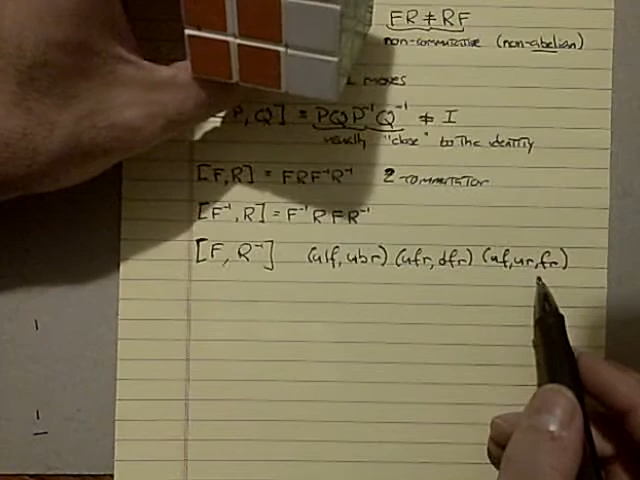 FR ≠ RF
non-commutative (non-abelian)
moves
P,Q] = PQP⁻¹Q⁻¹ ≠ I
usually "close" to the identity
[F,R] = FRF⁻¹R⁻¹ 2-commutator
[F⁻¹,R] = F⁻¹RFR⁻¹
[F, R⁻¹] (ulf, ubr) (ufr, dfr) (uf,ur,fr)